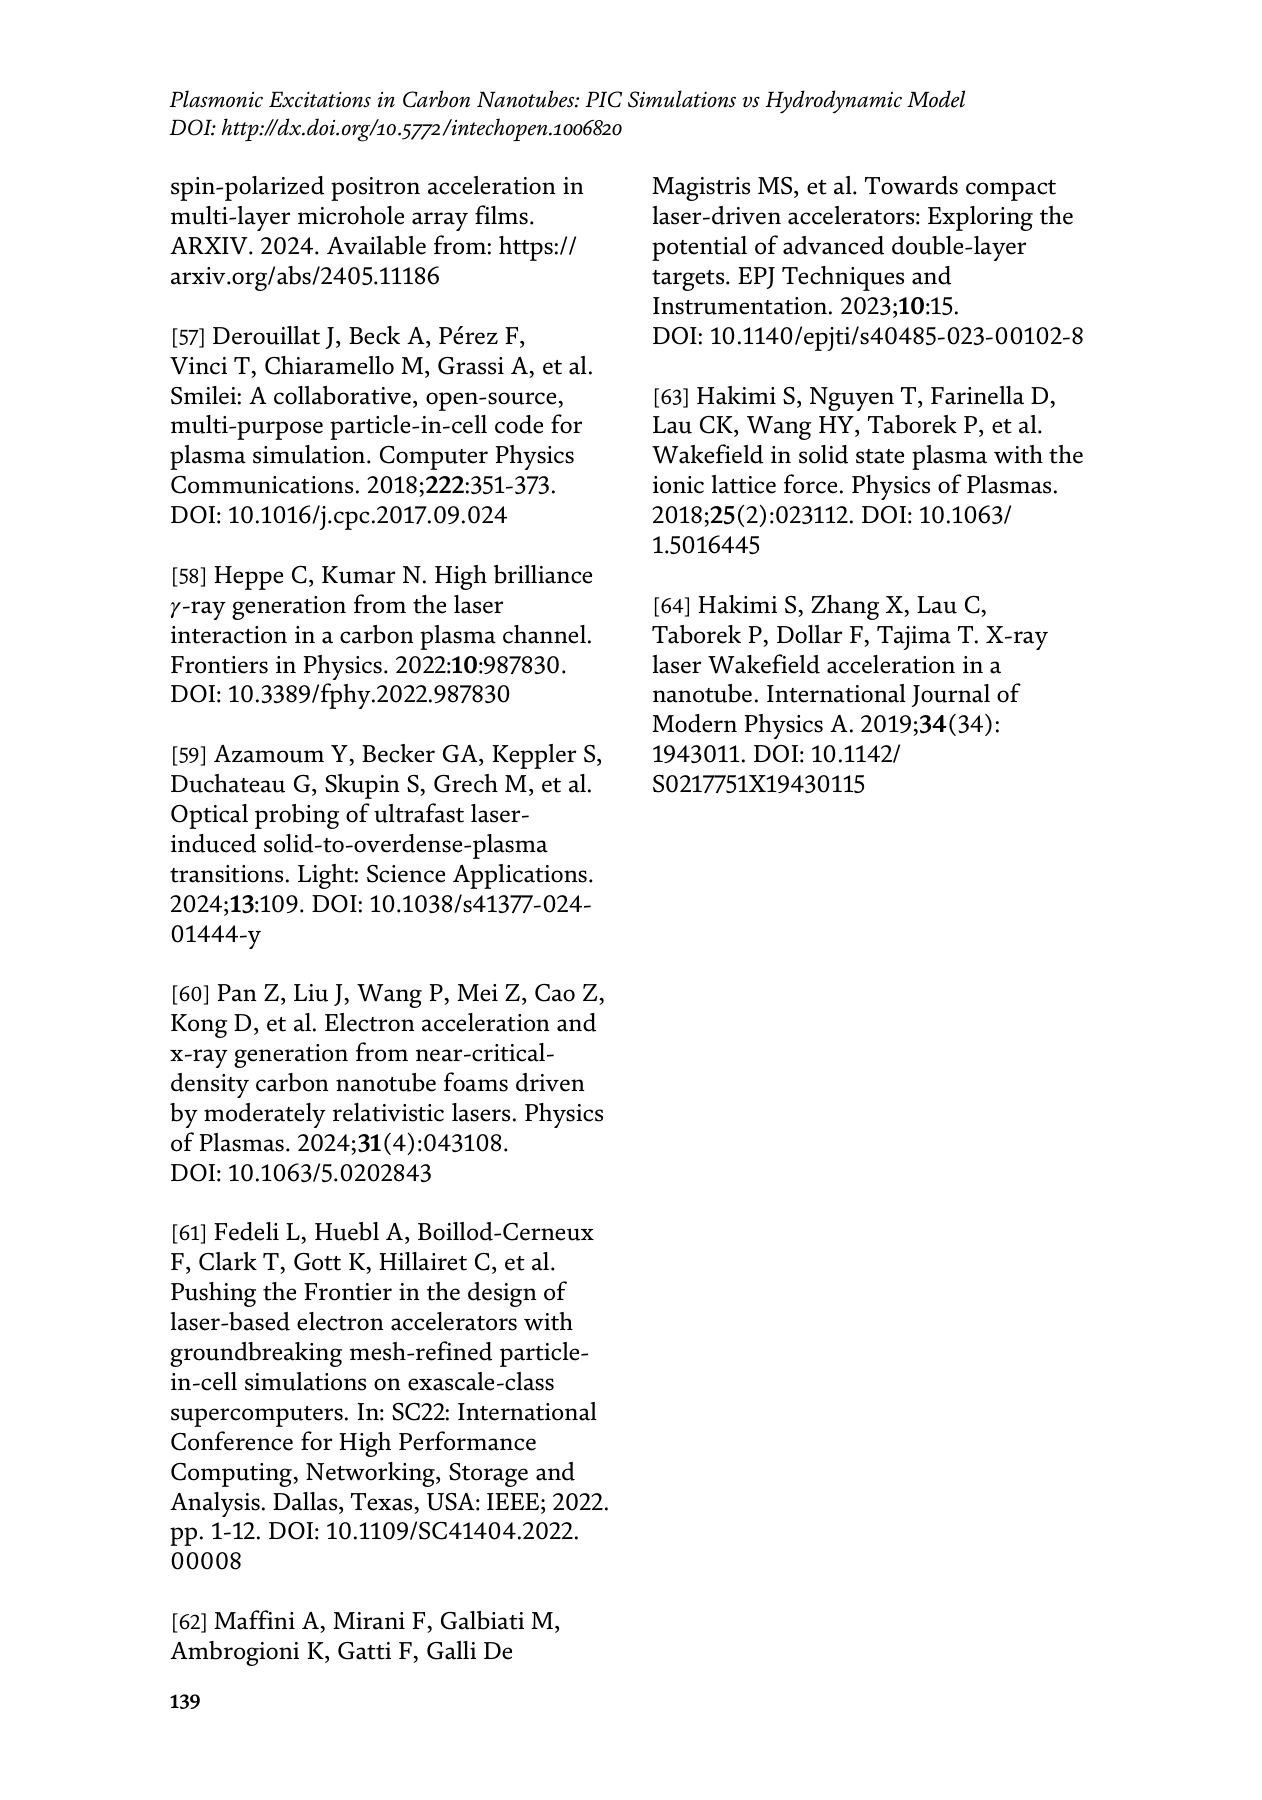 Plasmonic Excitations in Carbon Nanotubes: PIC Simulations vs Hydrodynamic Model
DOI: http://dx.doi.org/10.5772/intechopen.1006820
spin-polarized positron acceleration in
multi-layer microhole array films.
ARXIV. 2024. Available from: https://
arxiv.org/abs/2405.11186
[57] Derouillat J, Beck A, Pérez F,
Vinci T, Chiaramello M, Grassi A, et al.
Smilei: A collaborative, open-source,
multi-purpose particle-in-cell code for
plasma simulation. Computer Physics
Communications. 2018;222:351-373.
DOI: 10.1016/j.cpc.2017.09.024
[58] Heppe C, Kumar N. High brilliance
γ-ray generation from the laser
interaction in a carbon plasma channel.
Frontiers in Physics. 2022:10:987830.
DOI: 10.3389/fphy.2022.987830
[59] Azamoum Y, Becker GA, Keppler S,
Duchateau G, Skupin S, Grech M, et al.
Optical probing of ultrafast laser-
induced solid-to-overdense-plasma
transitions. Light: Science Applications.
2024;13:109. DOI: 10.1038/s41377-024-
01444-y
[60] Pan Z, Liu J, Wang P, Mei Z, Cao Z,
Kong D, et al. Electron acceleration and
x-ray generation from near-critical-
density carbon nanotube foams driven
by moderately relativistic lasers. Physics
of Plasmas. 2024;31(4):043108.
DOI: 10.1063/5.0202843
[61] Fedeli L, Huebl A, Boillod-Cerneux
F, Clark T, Gott K, Hillairet C, et al.
Pushing the Frontier in the design of
laser-based electron accelerators with
groundbreaking mesh-refined particle-
in-cell simulations on exascale-class
supercomputers. In: SC22: International
Conference for High Performance
Computing, Networking, Storage and
Analysis. Dallas, Texas, USA: IEEE; 2022.
pp. 1-12. DOI: 10.1109/SC41404.2022.
00008
[62] Maffini A, Mirani F, Galbiati M,
Ambrogioni K, Gatti F, Galli De
Magistris MS, et al. Towards compact
laser-driven accelerators: Exploring the
potential of advanced double-layer
targets. EPJ Techniques and
Instrumentation. 2023;10:15.
DOI: 10.1140/epjti/s40485-023-00102-8
[63] Hakimi S, Nguyen T, Farinella D,
Lau CK, Wang HY, Taborek P, et al.
Wakefield in solid state plasma with the
ionic lattice force. Physics of Plasmas.
2018;25(2):023112. DOI: 10.1063/
1.5016445
[64] Hakimi S, Zhang X, Lau C,
Taborek P, Dollar F, Tajima T. X-ray
laser Wakefield acceleration in a
nanotube. International Journal of
Modern Physics A. 2019;34(34):
1943011. DOI: 10.1142/
S0217751X19430115
139